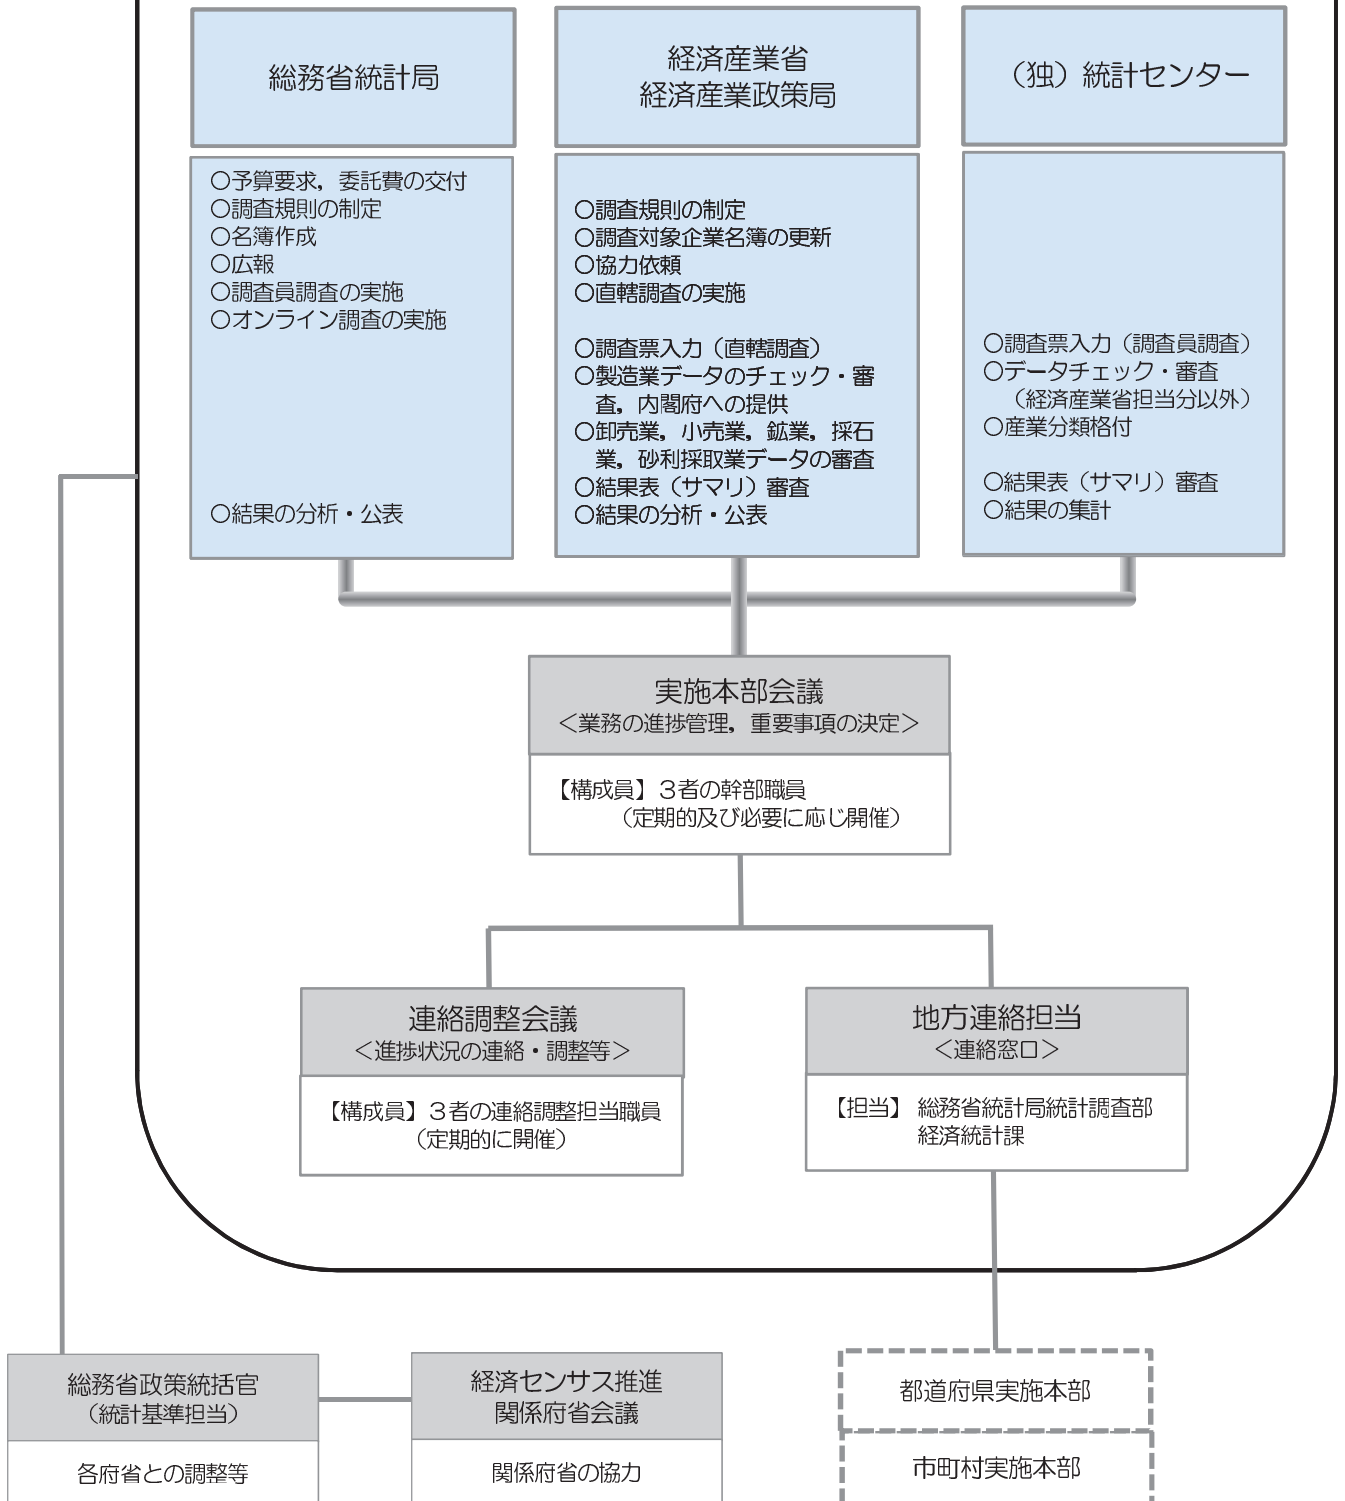 総務省統計局
○予算要求，委託費の交付
○調査規則の制定
○名簿作成
○広報
○調査員調査の実施
○オンライン調査の実施
○結果の分析・公表
経済産業省
経済産業政策局
○調査規則の制定
○調査対象企業名簿の更新
○協力依頼
○直轄調査の実施
○調査票入力（直轄調査）
○製造業データのチェック・審
査，内閣府への提供
○卸売業，小売業，鉱業，採石
業，砂利採取業データの審査
○結果表（サマリ）審査
○結果の分析・公表
（独）統計センター
○調査票入力（調査員調査）
○データチェック・審査
（経済産業省担当分以外）
○産業分類格付
○結果表（サマリ）審査
○結果の集計
実施本部会議
＜業務の進捗管理，重要事項の決定＞
【構成員】３者の幹部職員
（定期的及び必要に応じ開催）
連絡調整会議
＜進捗状況の連絡・調整等＞
【構成員】３者の連絡調整担当職員
（定期的に開催）
地方連絡担当
＜連絡窓口＞
【担当】 総務省統計局統計調査部
経済統計課
総務省政策統括官
（統計基準担当）
各府省との調整等
経済センサス推進
関係府省会議
関係府省の協力
都道府県実施本部
市町村実施本部